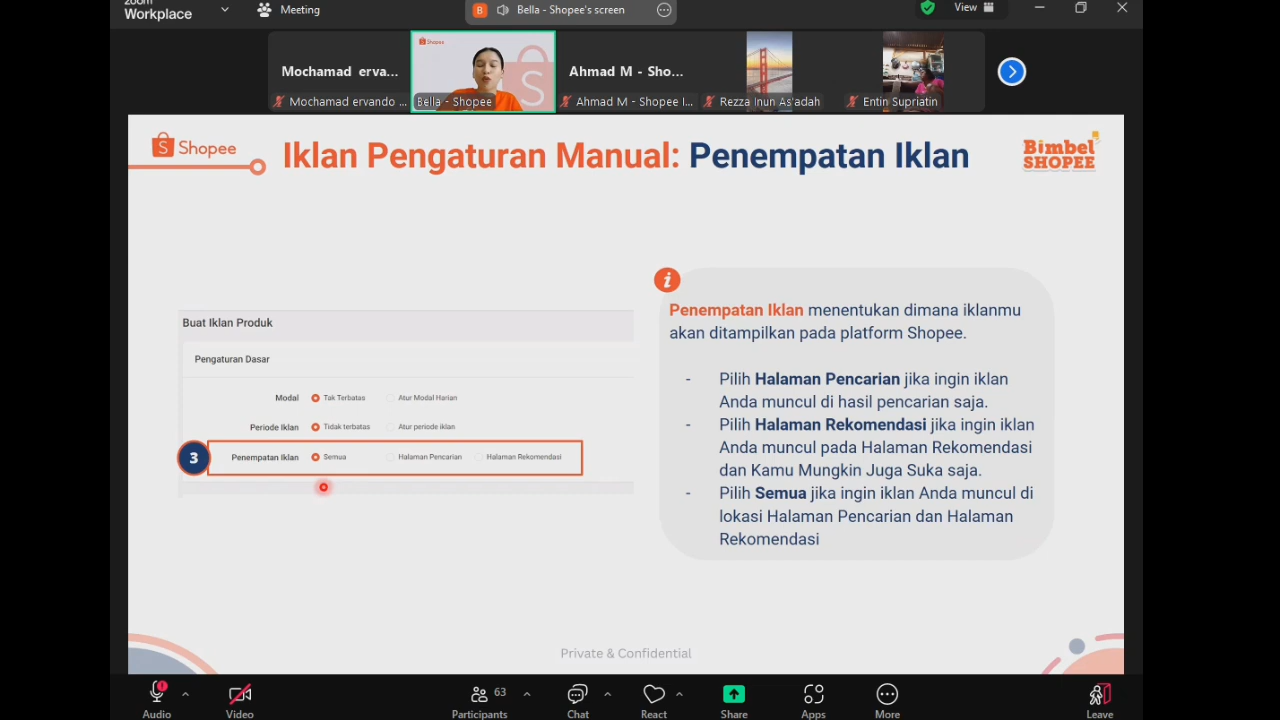 zoom
Workplace
Meeting
B
Bella - Shopee's screen
View
Mochamad erva...
Mochamad ervando ...
Shopee
Bella - Shopee
Ahmad M - Sho...
Ahmad M - Shopee I...
Rezza Inun As'adah
Entin Supriatin
Shopee
Iklan Pengaturan Manual: Penempatan Iklan
Bimbel
SHOPEE
Buat Iklan Produk
Pengaturan Dasar
Modal Tak Terbatas Atur Modal Harian
Periode Iklan Tidak terbatas Atur periode iklan
3 Penempatan Iklan Semua Halaman Pencarian Halaman Rekomendasi
i
Penempatan Iklan menentukan dimana iklanmu
akan ditampilkan pada platform Shopee.
- Pilih Halaman Pencarian jika ingin iklan
Anda muncul di hasil pencarian saja.
- Pilih Halaman Rekomendasi jika ingin iklan
Anda muncul pada Halaman Rekomendasi
dan Kamu Mungkin Juga Suka saja.
- Pilih Semua jika ingin iklan Anda muncul di
lokasi Halaman Pencarian dan Halaman
Rekomendasi
Private & Confidential
Audio
Video
63
Participants
Chat
React
Share
Apps
More
Leave